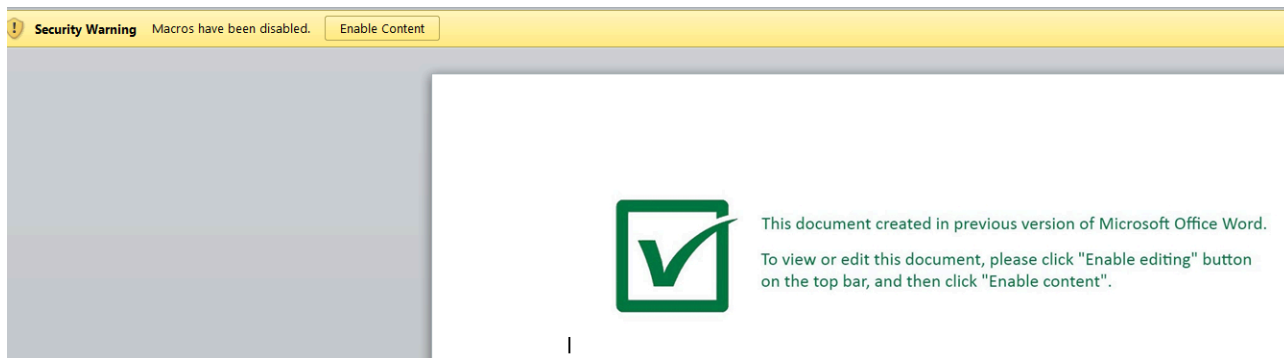 Security Warning Macros have been disabled. Enable Content
This document created in previous version of Microsoft Office Word.
To view or edit this document, please click "Enable editing" button
on the top bar, and then click "Enable content".